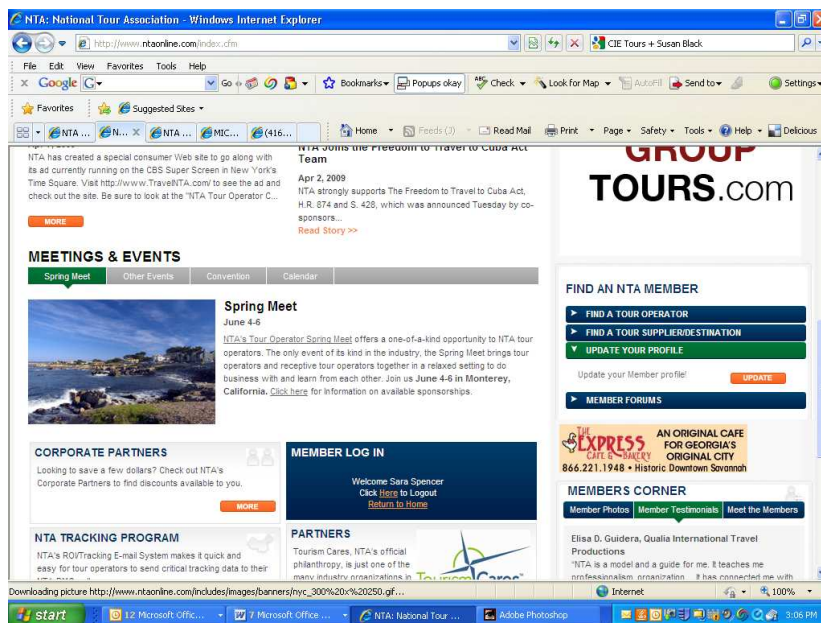 NTA: National Tour Association - Windows Internet Explorer
http://www.ntaonline.com/index.cfm
CIE Tours + Susan Black
File Edit View Favorites Tools Help
x Google G Go Bookmarks Popups okay Check Look for Map AutoFill Send to Settings
Favorites Suggested Sites
NTA ... N... X NTA ... MIC... (416... Home Feeds (J) Read Mail Print Page Safety Tools Help Delicious
NTA has created a special consumer Web site to go along with
its ad currently running on the CBS Super Screen in New York's
Time Square. Visit http://www.TravelNTA.com/ to see the ad and
check out the site. Be sure to look at the "NTA Tour Operator C...
MORE
NTA Joins the Freedom to Travel to Cuba Act
Team
Apr 2, 2009
NTA strongly supports The Freedom to Travel to Cuba Act,
H.R. 874 and S. 428, which was announced Tuesday by co-
sponsors...
Read Story >>
GROUP
TOURS.com
MEETINGS & EVENTS
Spring Meet Other Events Convention Calendar
Spring Meet
June 4-6
NTA's Tour Operator Spring Meet offers a one-of-a-kind opportunity to NTA tour
operators. The only event of its kind in the industry, the Spring Meet brings tour
operators and receptive tour operators together in a relaxed setting to do
business with and learn from each other. Join us June 4-6 in Monterey,
California. Click here for Information on available sponsorships.
FIND AN NTA MEMBER
FIND A TOUR OPERATOR
FIND A TOUR SUPPLIER/DESTINATION
UPDATE YOUR PROFILE
Update your Member profile!
UPDATE
MEMBER FORUMS
THE EXPRESS
CAFE & BAKERY
AN ORIGINAL CAFE
FOR GEORGIA'S
ORIGINAL CITY
866.221.1948 • Historic Downtown Savannah
CORPORATE PARTNERS
Looking to save a few dollars? Check out NTA's
Corporate Partners to find discounts available to you.
MORE
MEMBER LOG IN
Welcome Sara Spencer
Click Here to Logout
Return to Home
MEMBERS CORNER
Member Photos Member Testimonials Meet the Members
Elisa D. Guidera, Qualia International Travel
Productions
"NTA is a model and a guide for me. It teaches me
professionalism, organization... It has connected me with
NTA TRACKING PROGRAM
NTA's ROVTracking E-mail System makes it quick and
easy for tour operators to send critical tracking data to their
PARTNERS
Tourism Cares, NTA's official
philanthropy, is just one of the
many industry organizations in
Tourism Cares
Downloading picture http://www.ntaonline.com/includes/images/banners/nyc_300%20x%20250.gif...
Internet
100%
start
12 Microsoft Offic...
7 Microsoft Office ...
NTA: National Tour ...
Adobe Photoshop
3:06 PM